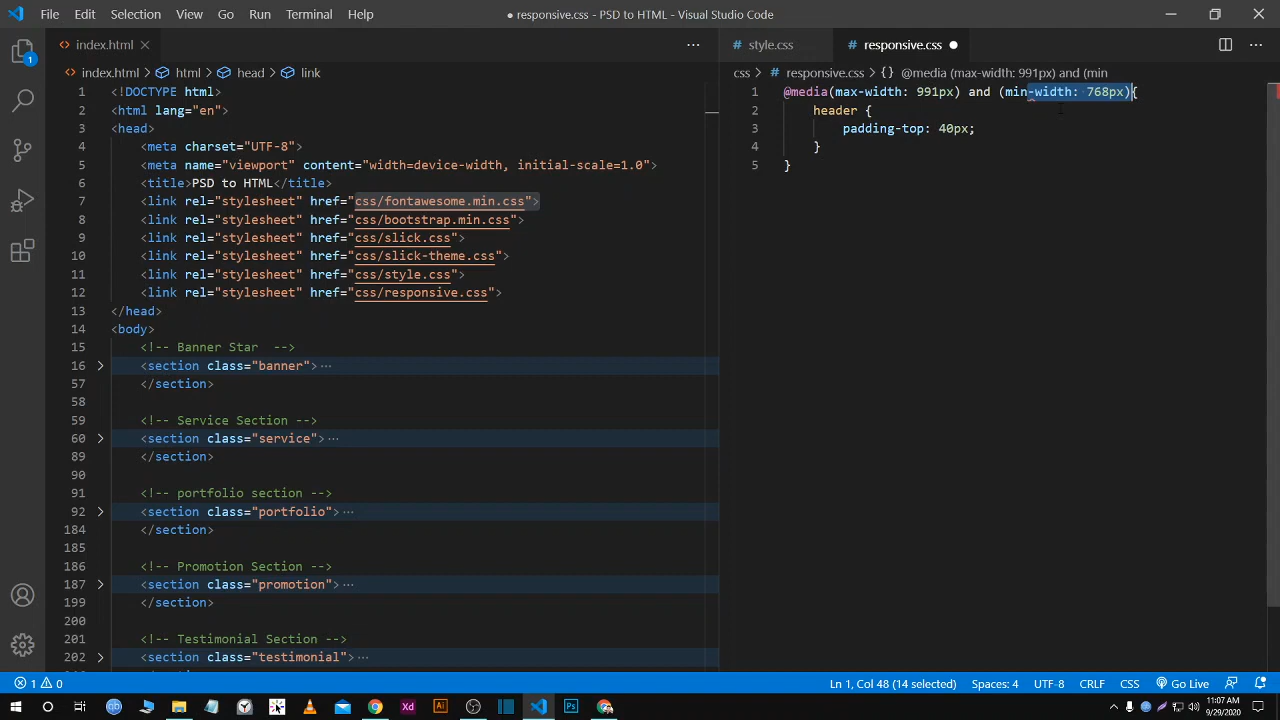 File Edit Selection View Go Run Terminal Help
● responsive.css - PSD to HTML - Visual Studio Code
index.html
style.css
responsive.css ●
index.html > html > head > link
css > responsive.css > {} @media (max-width: 991px) and (min
1 <!DOCTYPE html>
2 <html lang="en">
3 <head>
4 <meta charset="UTF-8">
5 <meta name="viewport" content="width=device-width, initial-scale=1.0">
6 <title>PSD to HTML</title>
7 <link rel="stylesheet" href="css/fontawesome.min.css">
8 <link rel="stylesheet" href="css/bootstrap.min.css">
9 <link rel="stylesheet" href="css/slick.css">
10 <link rel="stylesheet" href="css/slick-theme.css">
11 <link rel="stylesheet" href="css/style.css">
12 <link rel="stylesheet" href="css/responsive.css">
13 </head>
14 <body>
15 <!-- Banner Star -->
16 <section class="banner">…
57 </section>
58
59 <!-- Service Section -->
60 <section class="service">…
89 </section>
90
91 <!-- portfolio section -->
92 <section class="portfolio">…
184 </section>
185
186 <!-- Promotion Section -->
187 <section class="promotion">…
199 </section>
200
201 <!-- Testimonial Section -->
202 <section class="testimonial">…
1 @media(max-width: 991px) and (min-width: 768px){
2 header {
3 padding-top: 40px;
4 }
5 }
1
1 0
Ln 1, Col 48 (14 selected) Spaces: 4 UTF-8 CRLF CSS Go Live
Xd Ai Ps
11:07 AM
9/29/2020